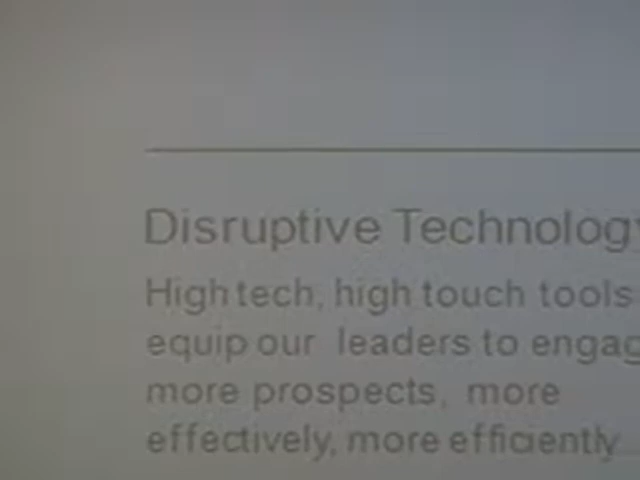 Disruptive Technology
High tech, high touch tools
equip our leaders to engag
more prospects, more
effectively, more efficiently